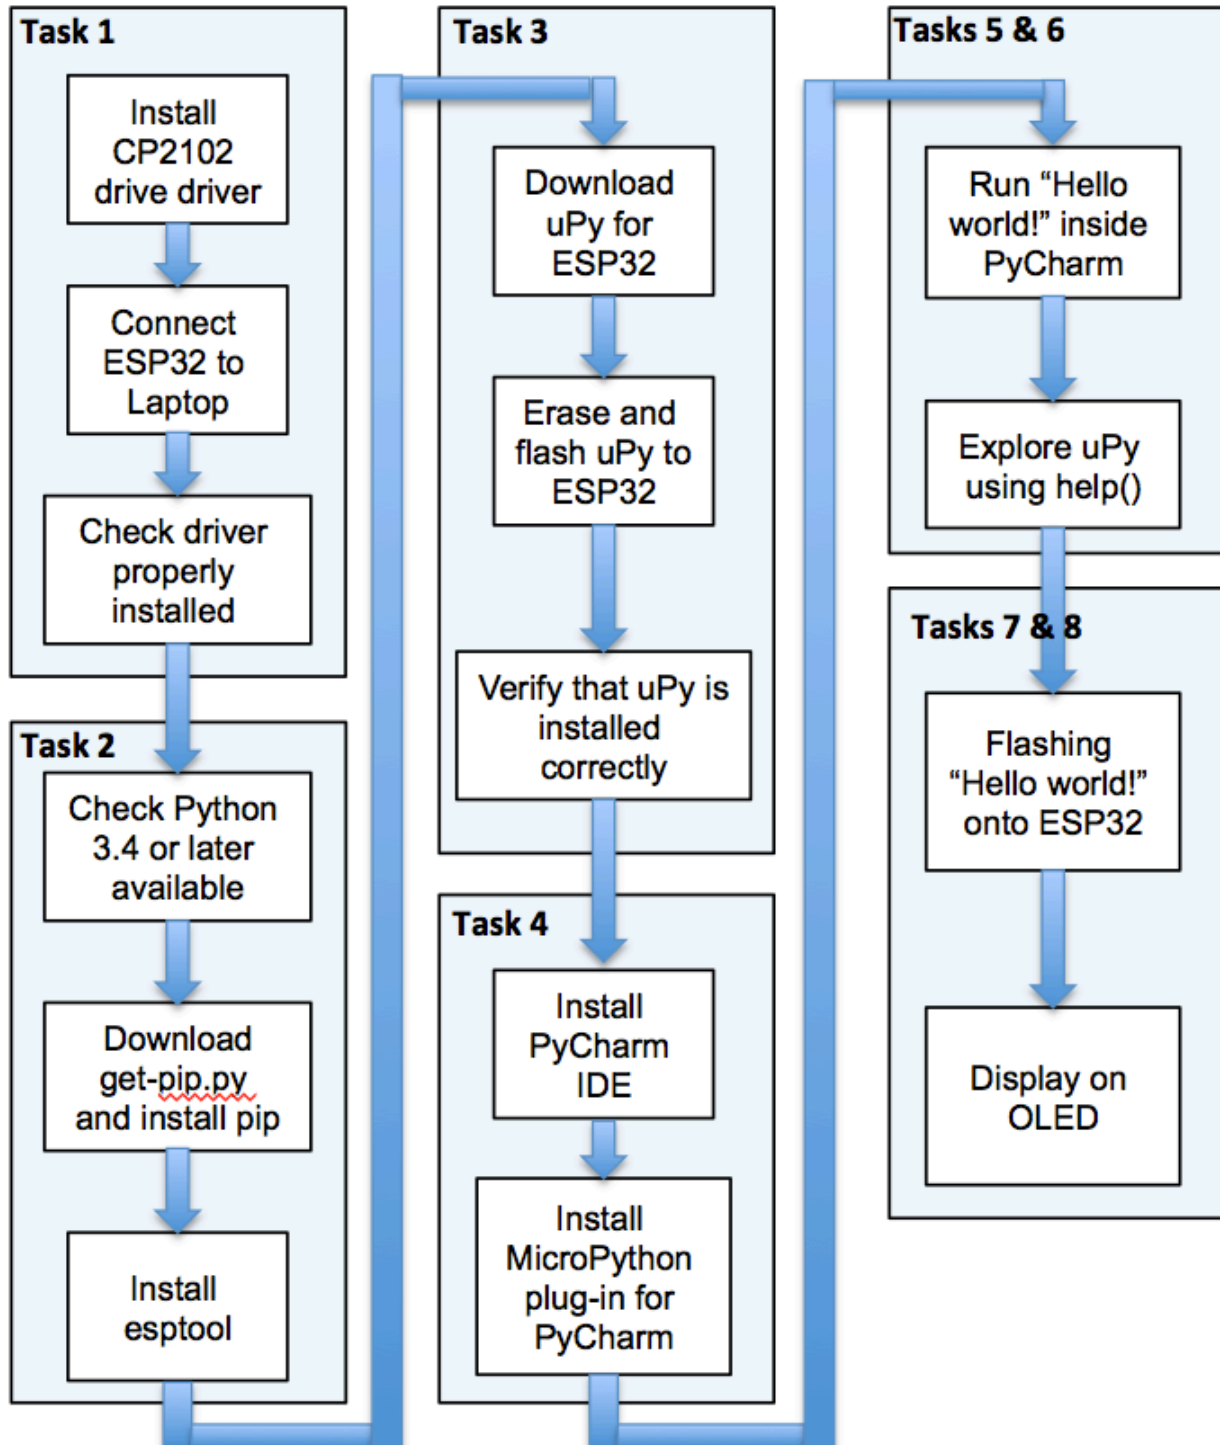 Task 1
Install
CP2102
drive driver
Connect
ESP32 to
Laptop
Check driver
properly
installed
Task 2
Check Python
3.4 or later
available
Download
get-pip.py
and install pip
Install
esptool
Task 3
Download
uPy for
ESP32
Erase and
flash uPy to
ESP32
Verify that uPy is
installed
correctly
Task 4
Install
PyCharm
IDE
Install
MicroPython
plug-in for
PyCharm
Tasks 5 & 6
Run “Hello
world!” inside
PyCharm
Explore uPy
using help()
Tasks 7 & 8
Flashing
“Hello world!”
onto ESP32
Display on
OLED